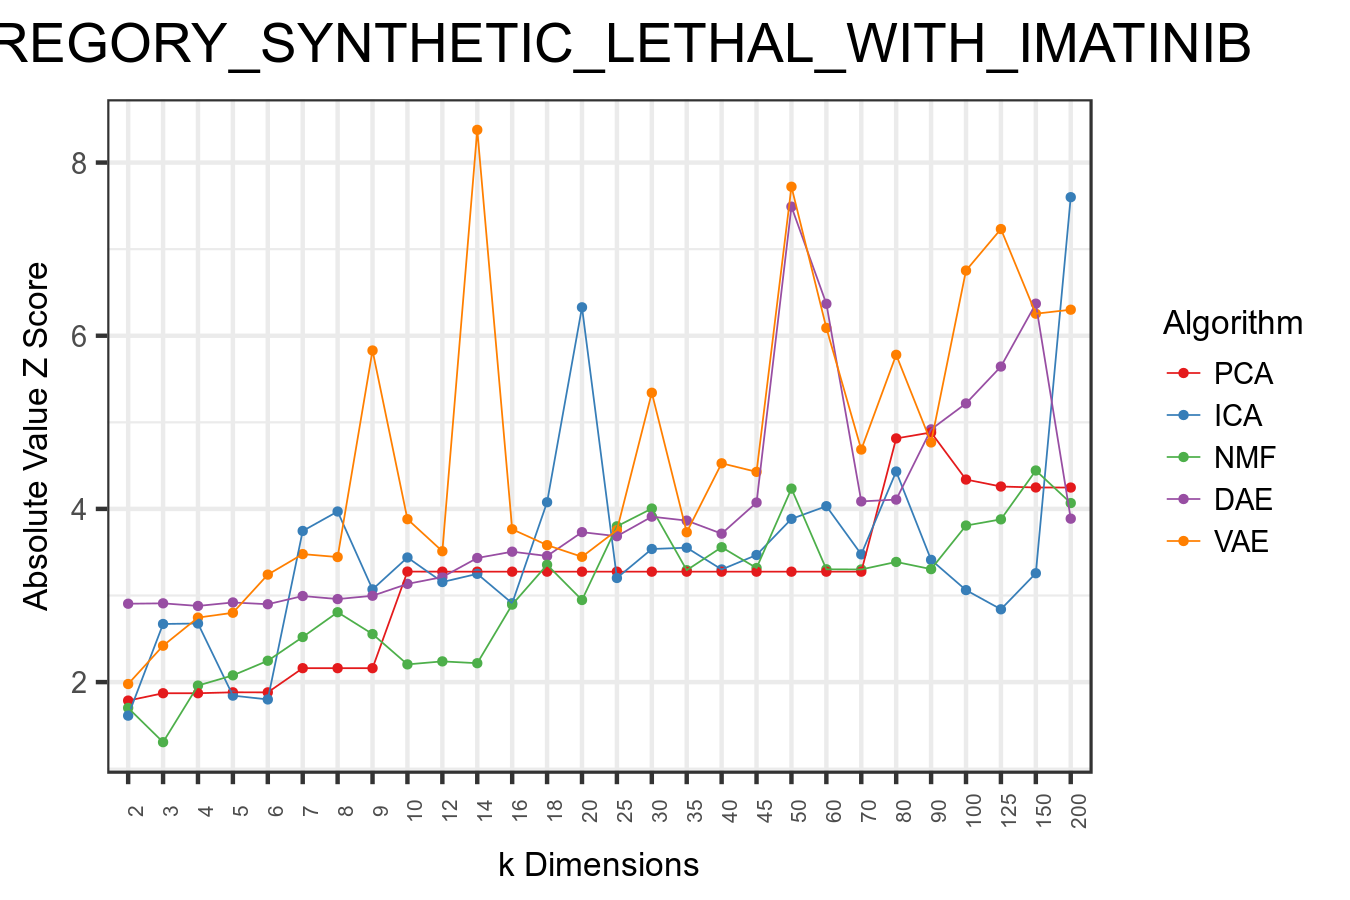 REGORY_SYNTHETIC_LETHAL_WITH_IMATINIB
8
6
4
2
Absolute Value Z Score
2 3 4 5 6 7 8 9 10 12 14 16 18 20 25 30 35 40 45 50 60 70 80 90 100 125 150 200
k Dimensions
Algorithm
PCA
ICA
NMF
DAE
VAE